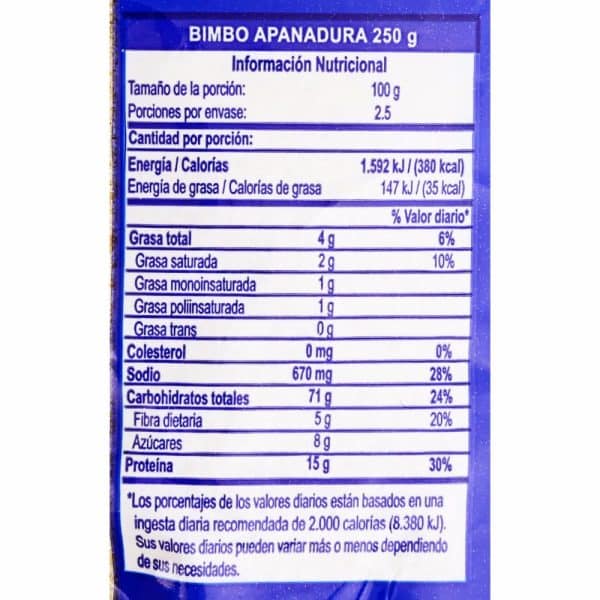 BIMBO APANADURA 250 g
Información Nutricional
Tamaño de la porción: 100 g
Porciones por envase: 2.5
Cantidad por porción:
Energía / Calorías 1.592 kJ / (380 kcal)
Energía de grasa / Calorías de grasa 147 kJ / (35 kcal)
% Valor diario*
Grasa total 4 g 6%
Grasa saturada 2 g 10%
Grasa monoinsaturada 1 g
Grasa poliinsaturada 1 g
Grasa trans 0 g
Colesterol 0 mg 0%
Sodio 670 mg 28%
Carbohidratos totales 71 g 24%
Fibra dietaria 5 g 20%
Azúcares 8 g
Proteína 15 g 30%
*Los porcentajes de los valores diarios están basados en una
ingesta diaria recomendada de 2.000 calorías (8.380 kJ).
Sus valores diarios pueden variar más o menos dependiendo
de sus necesidades.